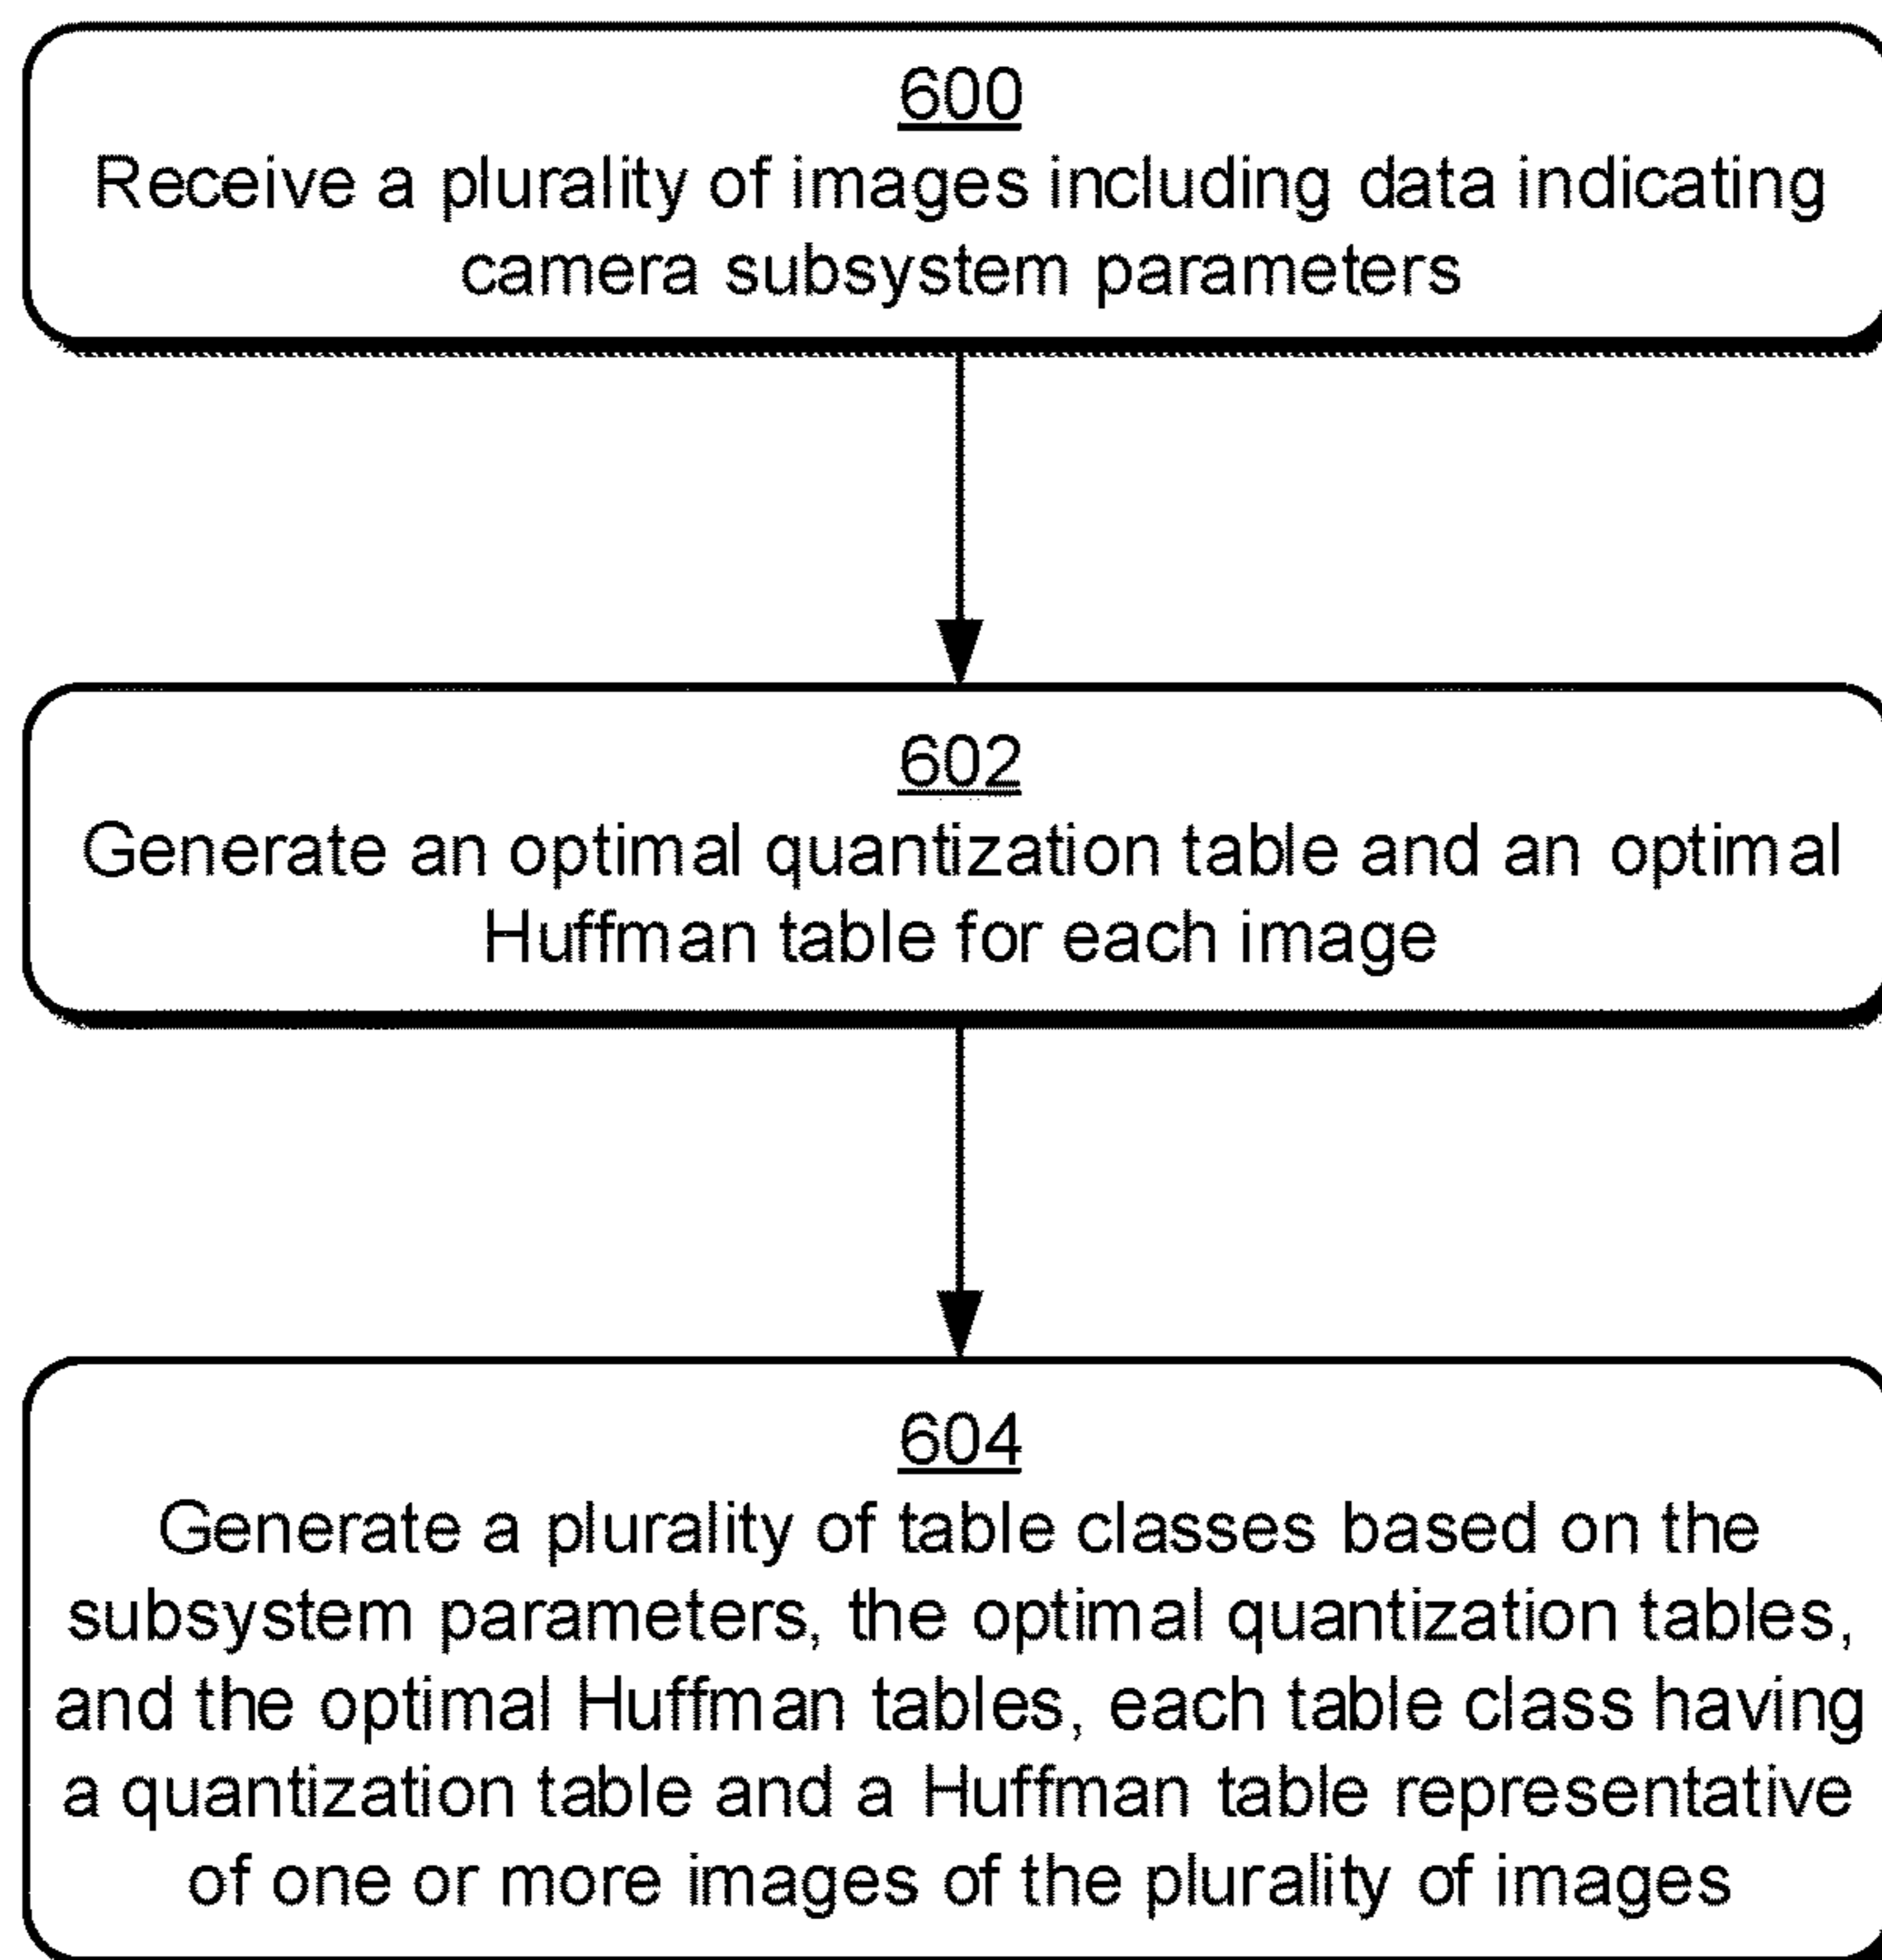 600
Receive a plurality of images including data indicating
camera subsystem parameters
602
Generate an optimal quantization table and an optimal
Huffman table for each image
604
Generate a plurality of table classes based on the
subsystem parameters, the optimal quantization tables,
and the optimal Huffman tables, each table class having
a quantization table and a Huffman table representative
of one or more images of the plurality of images